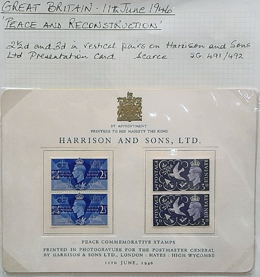 GREAT BRITAIN - 11th June 1946
'PEACE AND RECONSTRUCTION'
2½d and 3d in vertical pairs on Harrison and Sons
Ltd Presentation Card Scarce SG 491/492
BY APPOINTMENT
PRINTERS TO HIS MAJESTY THE KING
HARRISON AND SONS, LTD.
PEACE COMMEMORATIVE STAMPS
PRINTED IN PHOTOGRAVURE FOR THE POSTMASTER GENERAL
BY HARRISON & SONS LTD. LONDON · HAYES · HIGH WYCOMBE
11TH JUNE, 1946